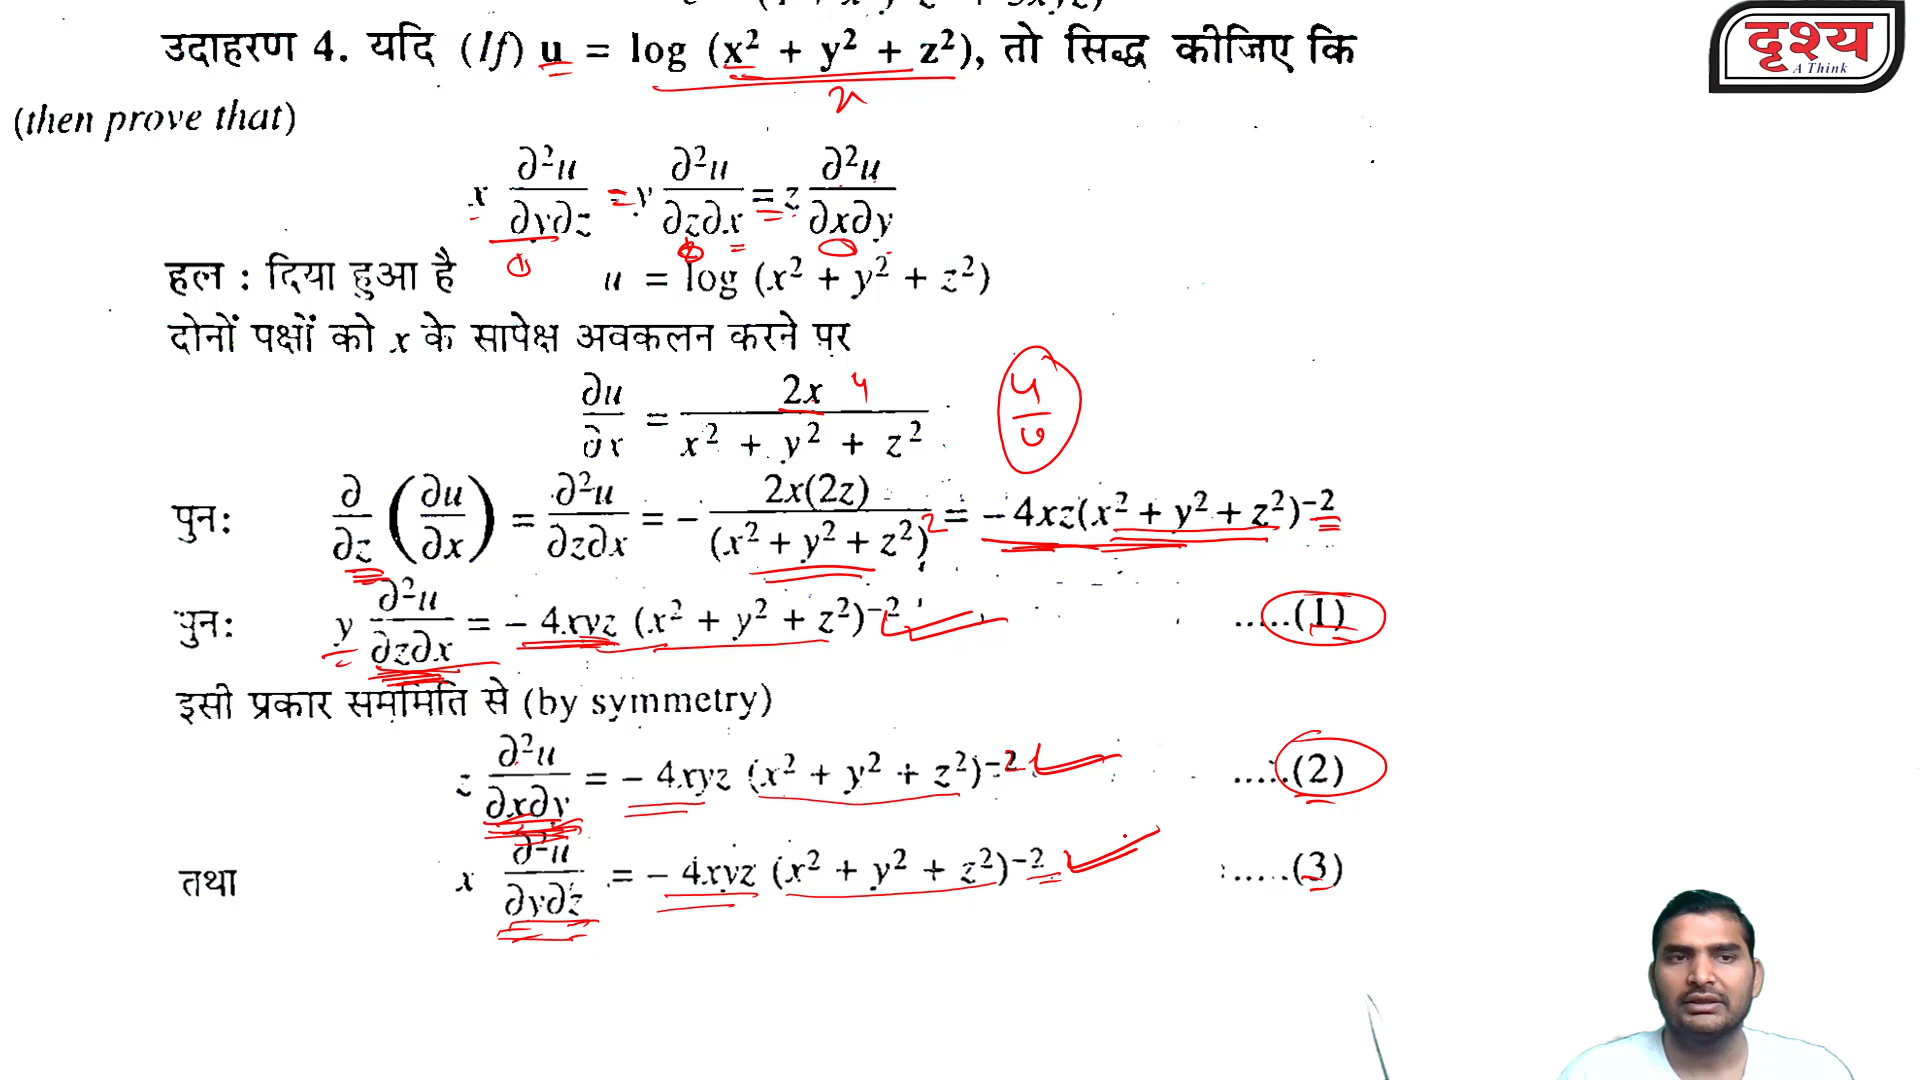 दृश्य
A Think
उदाहरण 4. यदि (If) u = log (x² + y² + z²), तो सिद्ध कीजिए कि
(then prove that)
x ∂²u/∂y∂z = y ∂²u/∂z∂x = z ∂²u/∂x∂y
हल : दिया हुआ है u = log (x² + y² + z²)
दोनों पक्षों को x के सापेक्ष अवकलन करने पर
∂u/∂x = 2x/(x² + y² + z²)
पुन: ∂/∂z (∂u/∂x) = ∂²u/∂z∂x = − 2x(2z)/(x² + y² + z²)² = −4xz(x² + y² + z²)⁻²
पुन: y ∂²u/∂z∂x = − 4xyz (x² + y² + z²)⁻² .....(1)
इसी प्रकार सममिति से (by symmetry)
z ∂²u/∂x∂y = − 4xyz (x² + y² + z²)⁻² .....(2)
तथा x ∂²u/∂y∂z = − 4xyz (x² + y² + z²)⁻² .....(3)